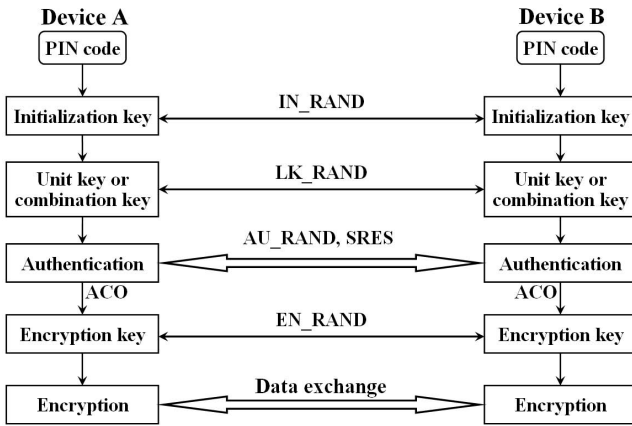 Device A
Device B
PIN code
PIN code
IN_RAND
Initialization key
Initialization key
LK_RAND
Unit key or
combination key
Unit key or
combination key
AU_RAND, SRES
Authentication
Authentication
ACO
ACO
EN_RAND
Encryption key
Encryption key
Data exchange
Encryption
Encryption